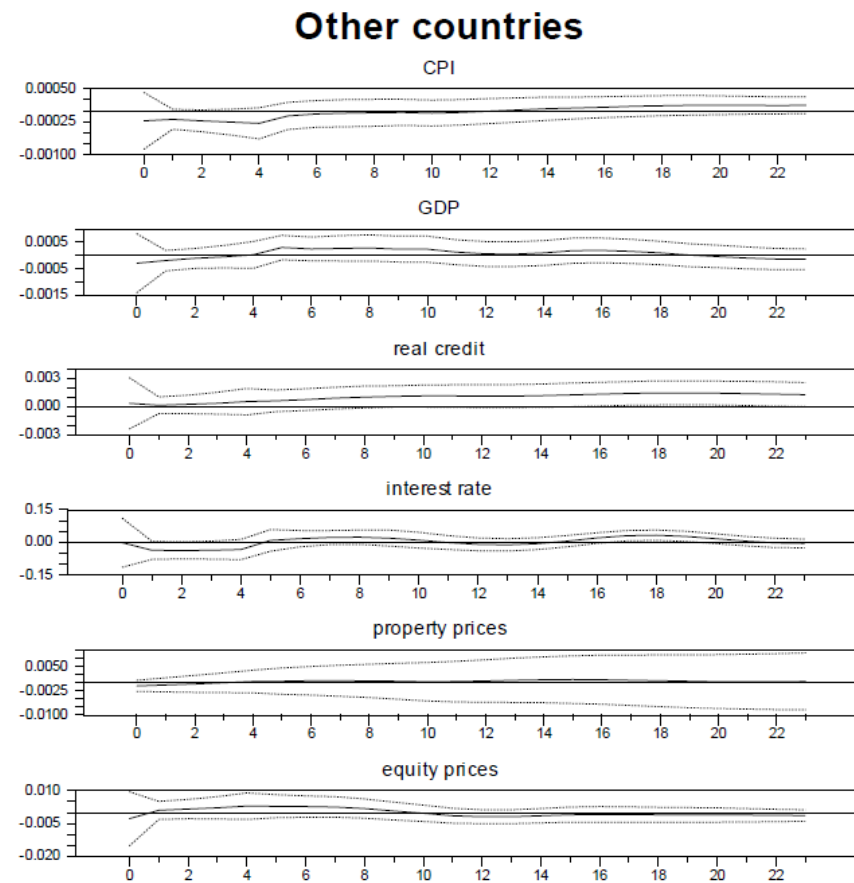 Other countries
CPI
0.00050
-0.00025
-0.00100
0 2 4 6 8 10 12 14 16 18 20 22
GDP
0.0005
-0.0005
-0.0015
0 2 4 6 8 10 12 14 16 18 20 22
real credit
0.003
0.000
-0.003
0 2 4 6 8 10 12 14 16 18 20 22
interest rate
0.15
0.00
-0.15
0 2 4 6 8 10 12 14 16 18 20 22
property prices
0.0050
-0.0025
-0.0100
0 2 4 6 8 10 12 14 16 18 20 22
equity prices
0.010
-0.005
-0.020
0 2 4 6 8 10 12 14 16 18 20 22